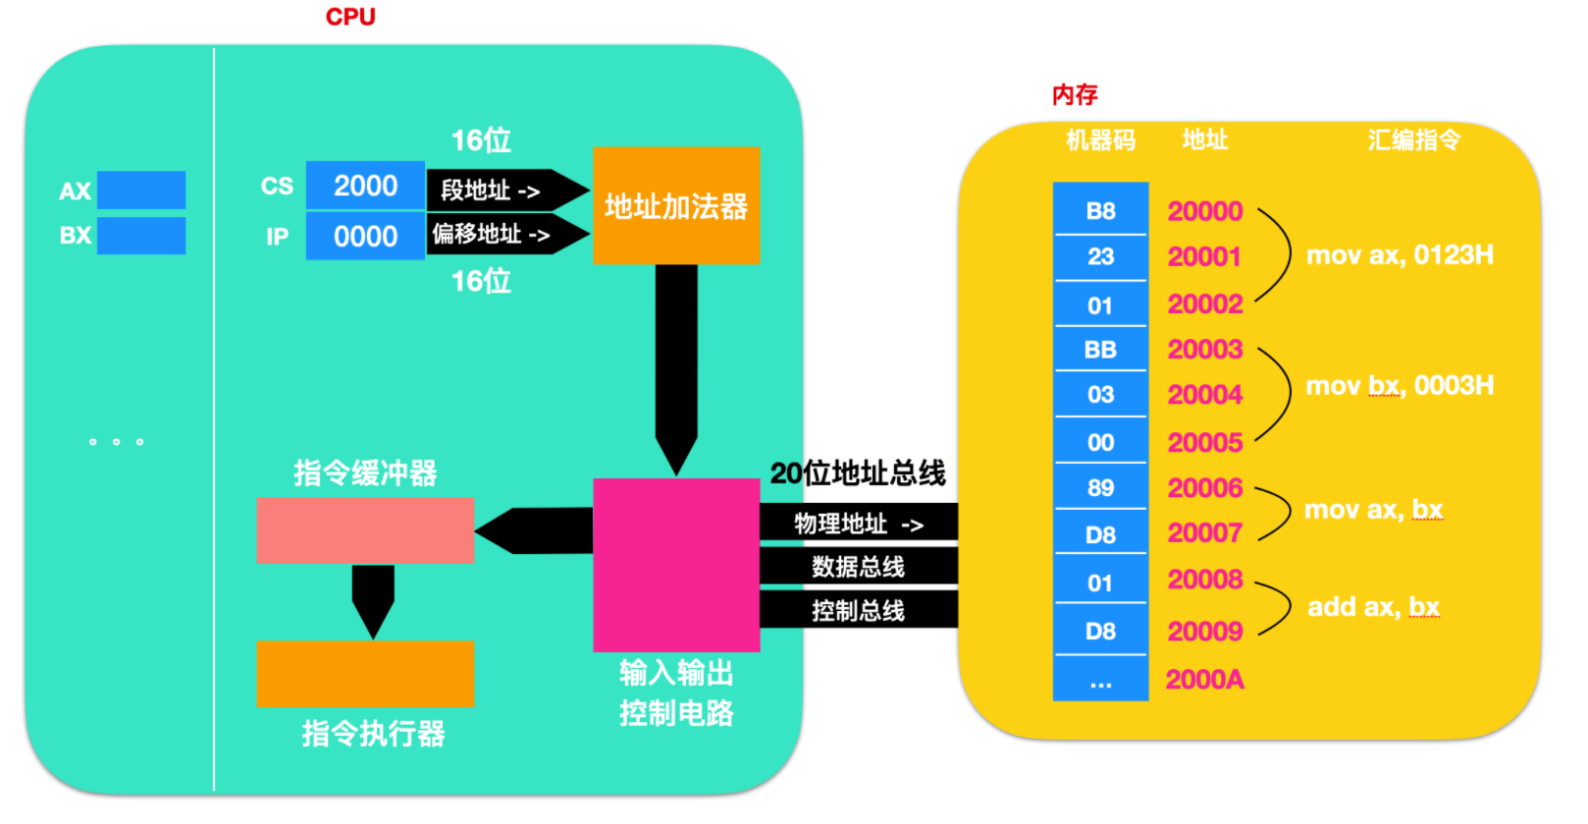 CPU
16位
AX
BX
CS 2000 段地址 ->
IP 0000 偏移地址 ->
16位
地址加法器
。。。
指令缓冲器
指令执行器
输入输出
控制电路
20位地址总线
物理地址 ->
数据总线
控制总线
内存
机器码 地址 汇编指令
B8 20000
23 20001
01 20002
mov ax, 0123H
BB 20003
03 20004
00 20005
mov bx, 0003H
89 20006
D8 20007
mov ax, bx
01 20008
D8 20009
add ax, bx
... 2000A